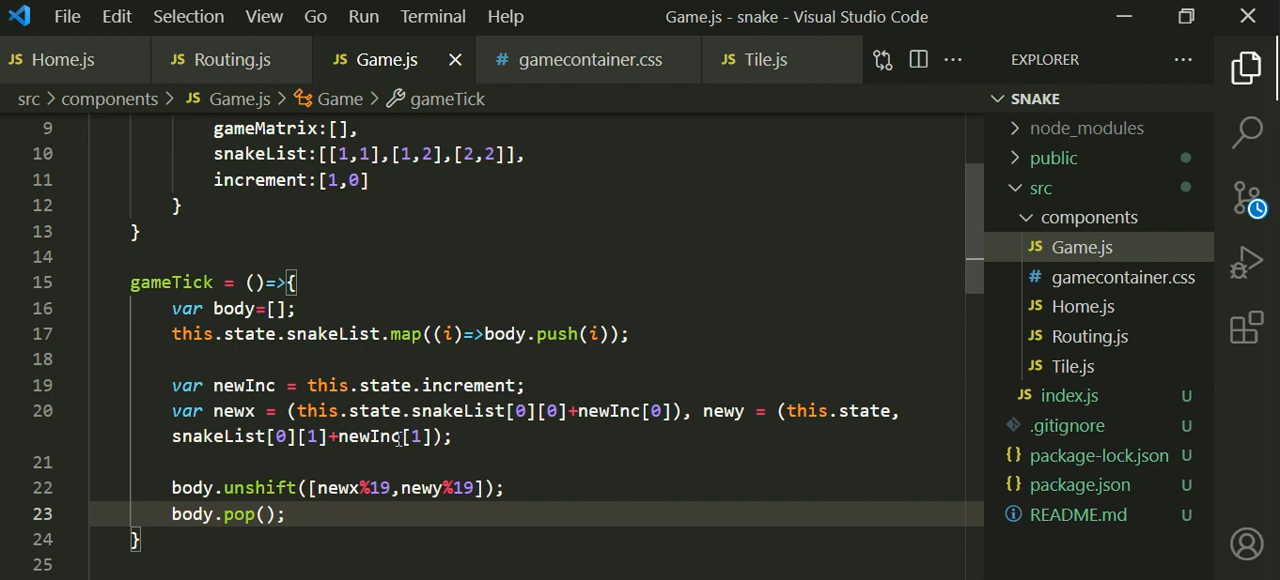 File Edit Selection View Go Run Terminal Help Game.js - snake - Visual Studio Code
JS Home.js JS Routing.js JS Game.js # gamecontainer.css JS Tile.js EXPLORER
src > components > JS Game.js > Game > gameTick
SNAKE
9 gameMatrix:[],
10 snakeList:[[1,1],[1,2],[2,2]],
11 increment:[1,0]
12 }
13 }
14
15 gameTick = ()=>{
16 var body=[];
17 this.state.snakeList.map((i)=>body.push(i));
18
19 var newInc = this.state.increment;
20 var newx = (this.state.snakeList[0][0]+newInc[0]), newy = (this.state,
snakeList[0][1]+newInc[1]);
21
22 body.unshift([newx%19,newy%19]);
23 body.pop();
24 }
25
node_modules
public
src
components
JS Game.js
# gamecontainer.css
JS Home.js
JS Routing.js
JS Tile.js
JS index.js U
.gitignore U
{} package-lock.json U
{} package.json U
README.md U